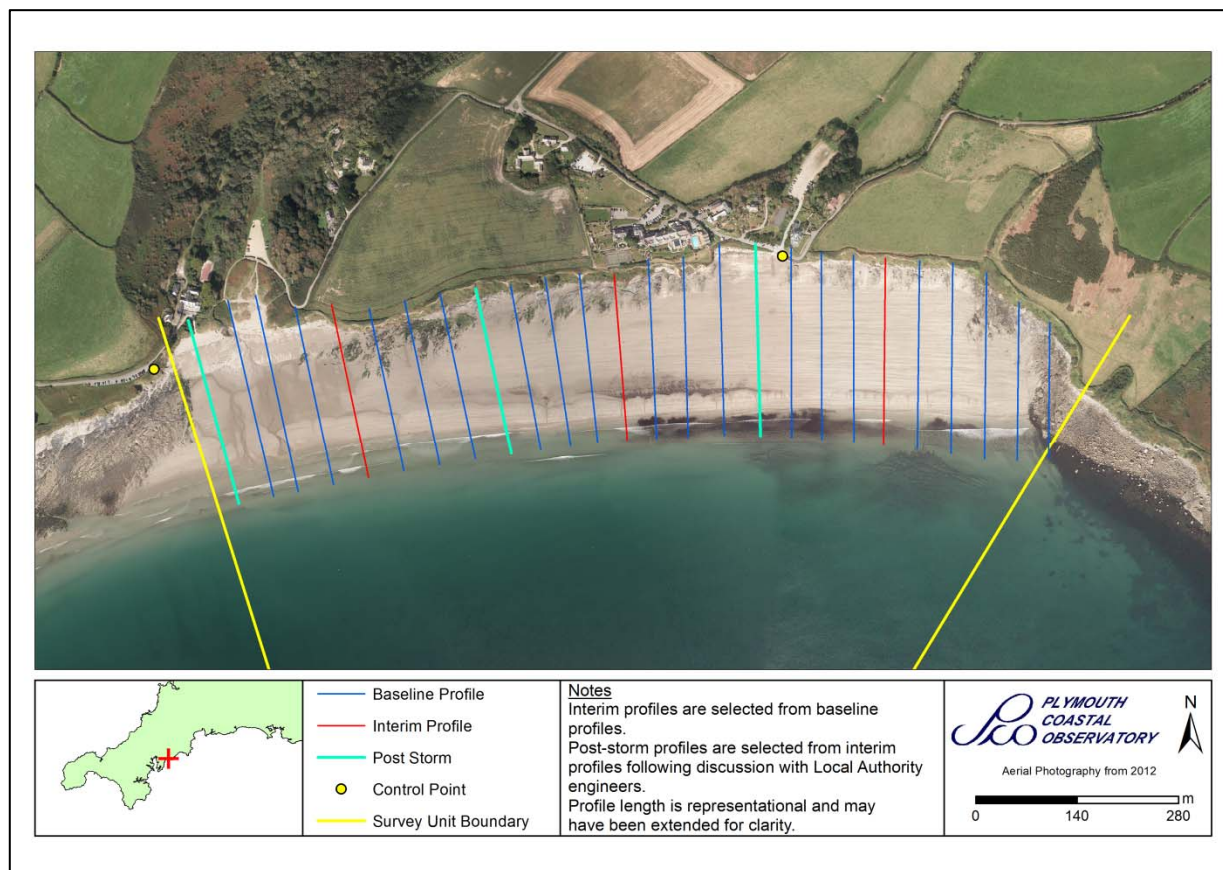 Baseline Profile
Interim Profile
Post Storm
Control Point
Survey Unit Boundary
Notes
Interim profiles are selected from baseline
profiles.
Post-storm profiles are selected from interim
profiles following discussion with Local Authority
engineers.
Profile length is representational and may
have been extended for clarity.
PLYMOUTH
COASTAL
OBSERVATORY
N
Aerial Photography from 2012
m
0 140 280